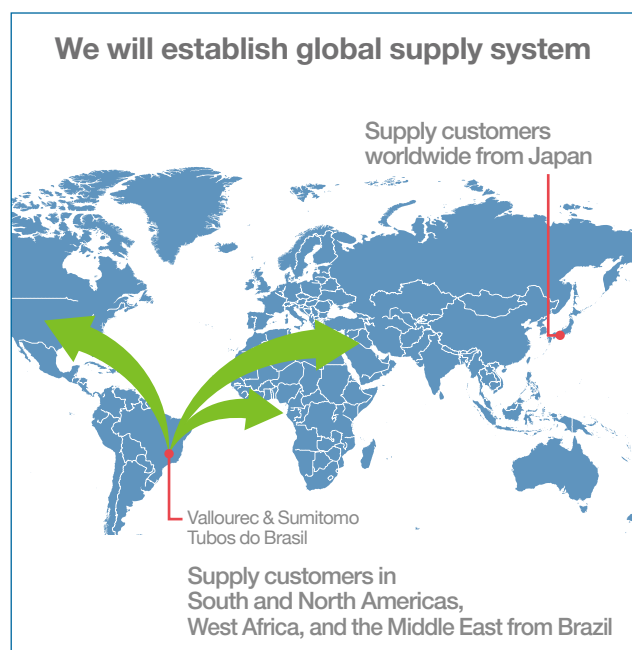 We will establish global supply system
Supply customers
worldwide from Japan
Vallourec & Sumitomo
Tubos do Brasil
Supply customers in
South and North Americas,
West Africa, and the Middle East from Brazil